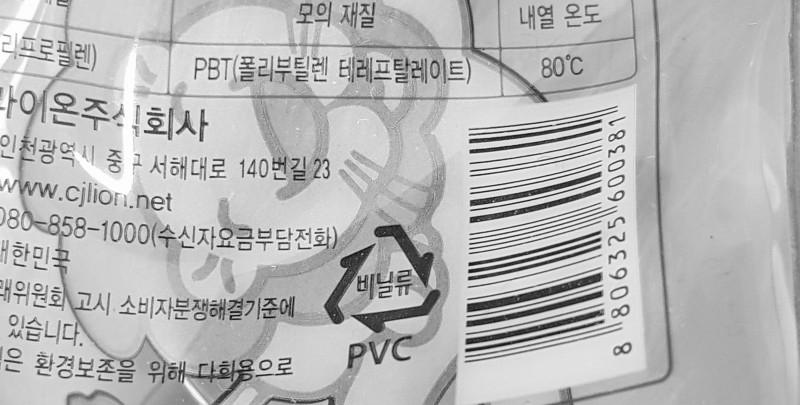 모의 재질 내열 온도
리프로필렌) PBT(폴리부틸렌 테레프탈레이트) 80℃
라이온주식회사
인천광역시 중구 서해대로 140번길 23
www.cjlion.net
080-858-1000(수신자요금부담전화)
대한민국
래위원회 고시 소비자분쟁해결기준에
있습니다.
환경보존을 위해 다회용으로
비닐류
PVC
8 806325 600381